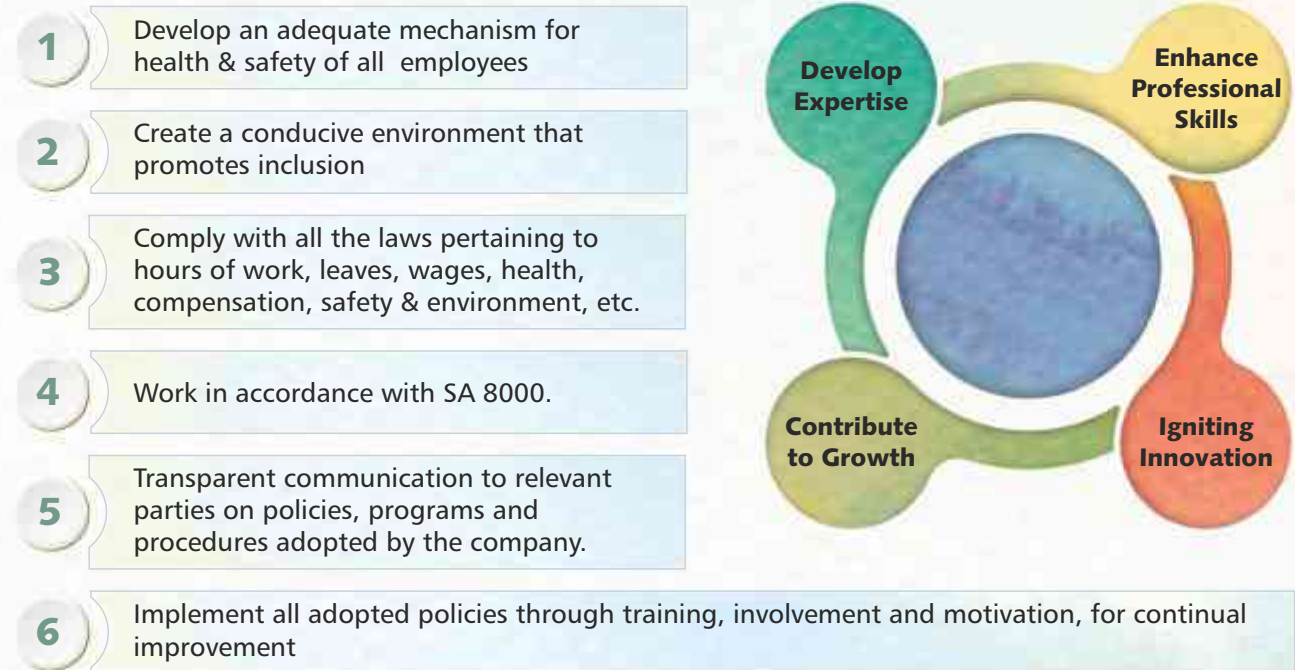 1
Develop an adequate mechanism for
health & safety of all employees
2
Create a conducive environment that
promotes inclusion
3
Comply with all the laws pertaining to
hours of work, leaves, wages, health,
compensation, safety & environment, etc.
4
Work in accordance with SA 8000.
5
Transparent communication to relevant
parties on policies, programs and
procedures adopted by the company.
6
Implement all adopted policies through training, involvement and motivation, for continual
improvement
Develop
Expertise
Enhance
Professional
Skills
Contribute
to Growth
Igniting
Innovation